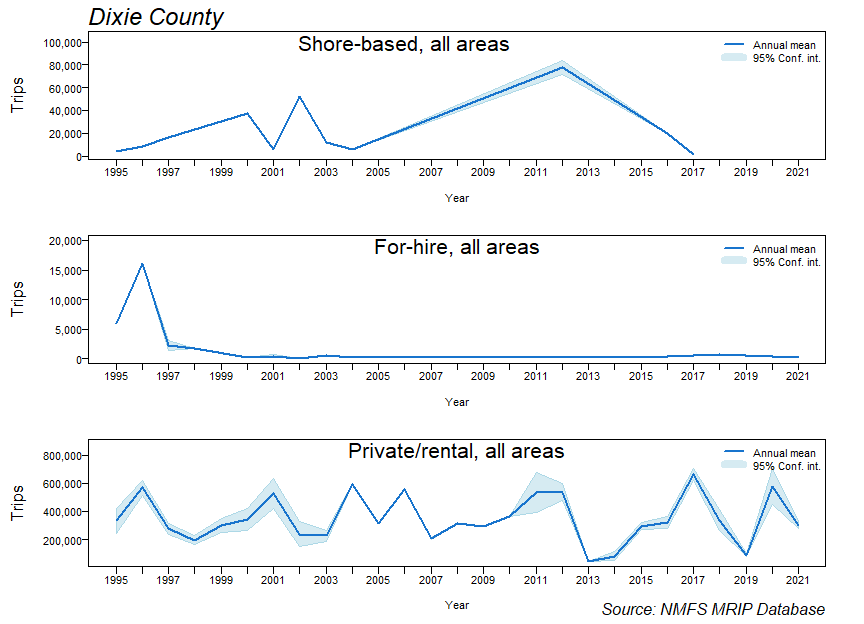 Dixie County
Shore-based, all areas
Annual mean
95% Conf. int.
Trips
100,000
80,000
60,000
40,000
20,000
0
1995 1997 1999 2001 2003 2005 2007 2009 2011 2013 2015 2017 2019 2021
Year
For-hire, all areas
Annual mean
95% Conf. int.
Trips
20,000
15,000
10,000
5,000
0
1995 1997 1999 2001 2003 2005 2007 2009 2011 2013 2015 2017 2019 2021
Year
Private/rental, all areas
Annual mean
95% Conf. int.
Trips
800,000
600,000
400,000
200,000
1995 1997 1999 2001 2003 2005 2007 2009 2011 2013 2015 2017 2019 2021
Year
Source: NMFS MRIP Database